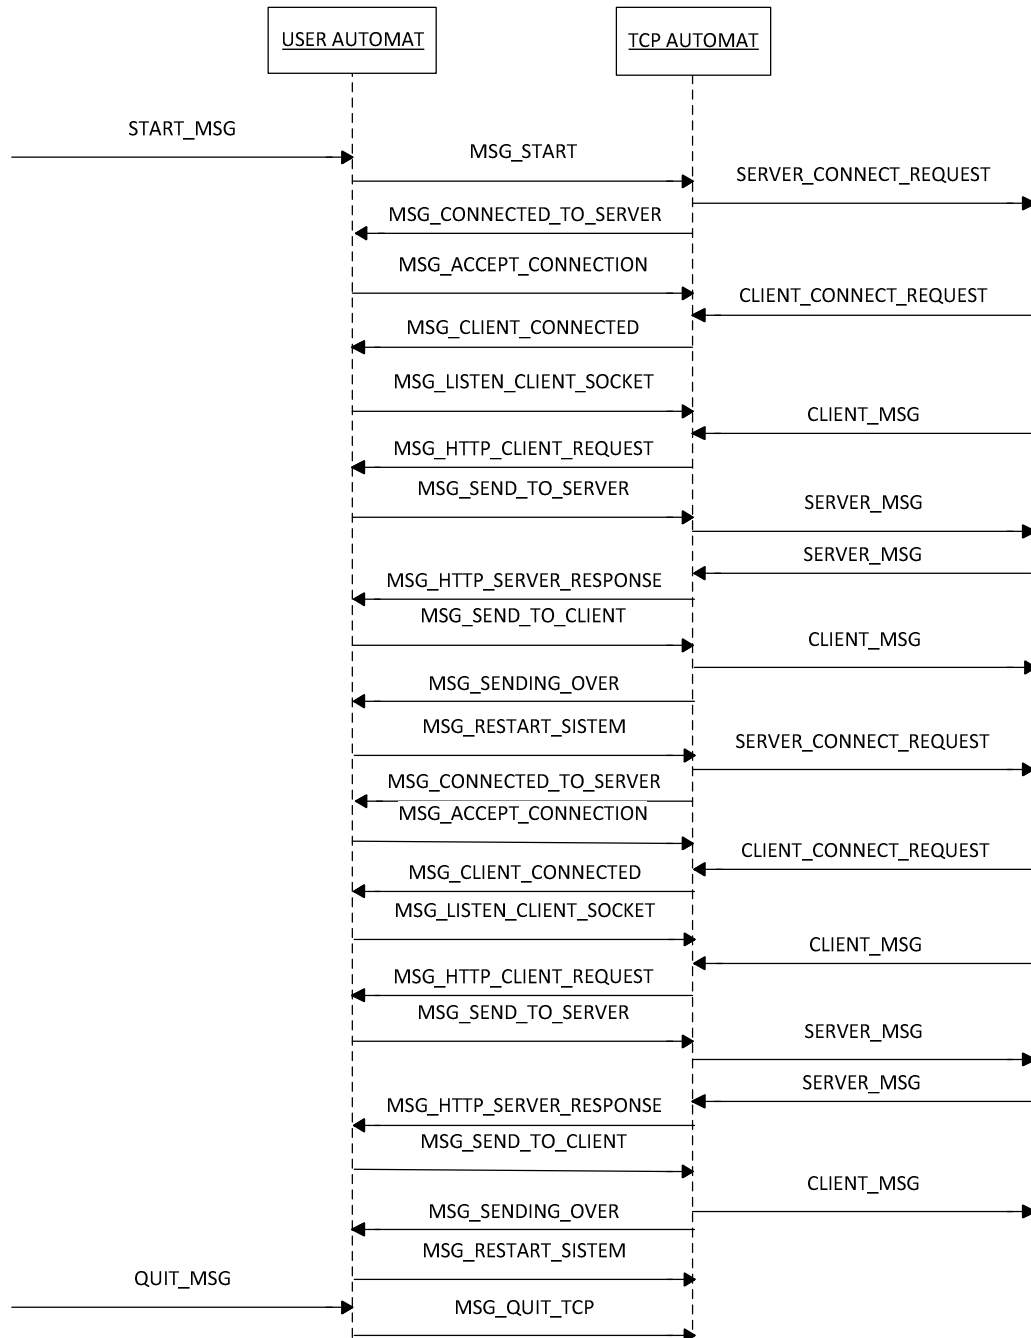 USER AUTOMAT
TCP AUTOMAT
START_MSG
MSG_START
SERVER_CONNECT_REQUEST
MSG_CONNECTED_TO_SERVER
MSG_ACCEPT_CONNECTION
CLIENT_CONNECT_REQUEST
MSG_CLIENT_CONNECTED
MSG_LISTEN_CLIENT_SOCKET
CLIENT_MSG
MSG_HTTP_CLIENT_REQUEST
MSG_SEND_TO_SERVER
SERVER_MSG
SERVER_MSG
MSG_HTTP_SERVER_RESPONSE
MSG_SEND_TO_CLIENT
CLIENT_MSG
MSG_SENDING_OVER
MSG_RESTART_SISTEM
SERVER_CONNECT_REQUEST
MSG_CONNECTED_TO_SERVER
MSG_ACCEPT_CONNECTION
CLIENT_CONNECT_REQUEST
MSG_CLIENT_CONNECTED
MSG_LISTEN_CLIENT_SOCKET
CLIENT_MSG
MSG_HTTP_CLIENT_REQUEST
MSG_SEND_TO_SERVER
SERVER_MSG
SERVER_MSG
MSG_HTTP_SERVER_RESPONSE
MSG_SEND_TO_CLIENT
CLIENT_MSG
MSG_SENDING_OVER
MSG_RESTART_SISTEM
QUIT_MSG
MSG_QUIT_TCP